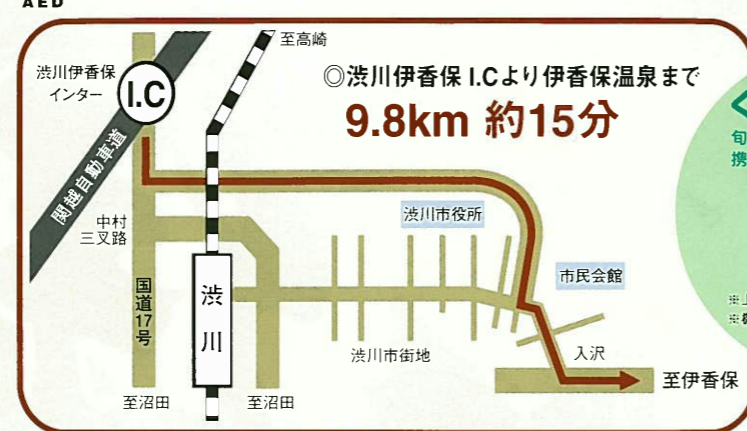 AED
至高崎
◎渋川伊香保 I.Cより伊香保温泉まで
9.8km 約15分
渋川伊香保
インター
I.C
関越自動車道
中村
三叉路
国道17号
渋川
渋川市役所
市民会館
渋川市街地
入沢
至伊香保
至沼田
至沼田
旬
携